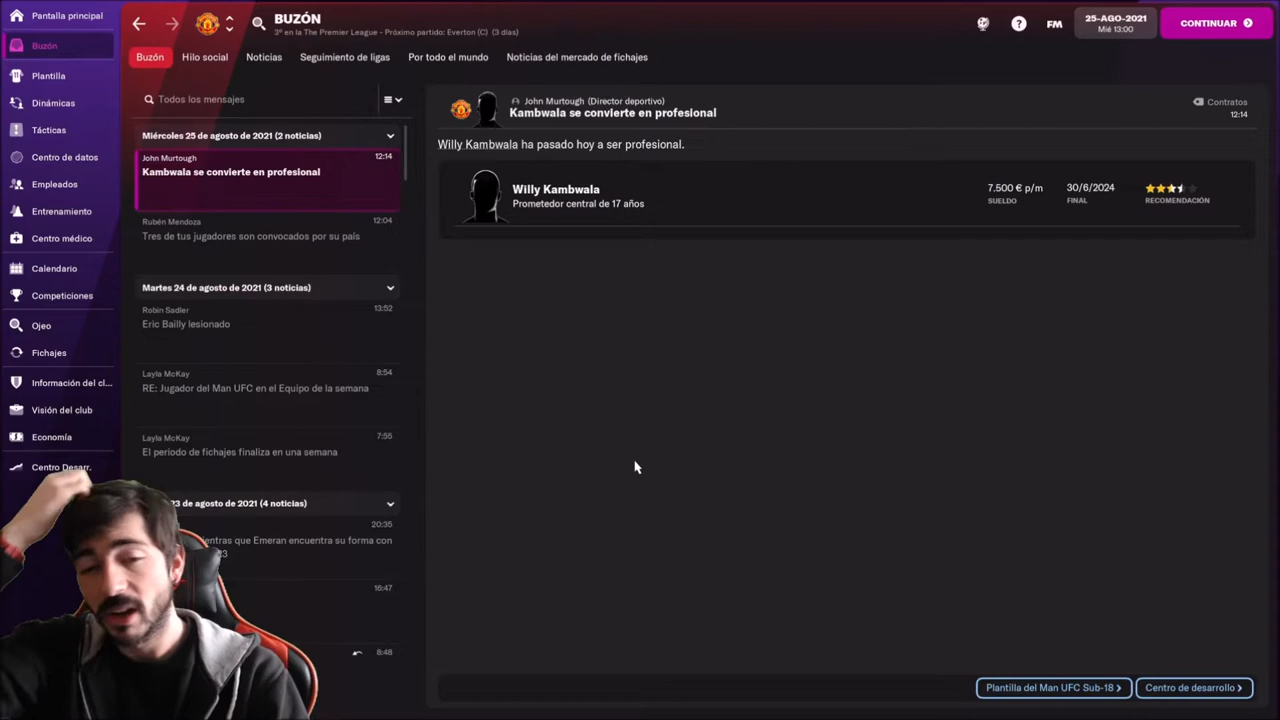 Pantalla principal
Buzón
Plantilla
Dinámicas
Tácticas
Centro de datos
Empleados
Entrenamiento
Centro médico
Calendario
Competiciones
Ojeo
Fichajes
Información del cl...
Visión del club
Economía
Centro Desarr.
BUZÓN
3º en la The Premier League - Próximo partido: Everton (C) (3 días)
FM
25-AGO-2021
Mié 13:00
CONTINUAR
Buzón
Hilo social
Noticias
Seguimiento de ligas
Por todo el mundo
Noticias del mercado de fichajes
Todos los mensajes
Miércoles 25 de agosto de 2021 (2 noticias)
John Murtough
12:14
Kambwala se convierte en profesional
Rubén Mendoza
12:04
Tres de tus jugadores son convocados por su país
Martes 24 de agosto de 2021 (3 noticias)
Robin Sadler
13:52
Eric Bailly lesionado
Layla McKay
8:54
RE: Jugador del Man UFC en el Equipo de la semana
Layla McKay
7:55
El periodo de fichajes finaliza en una semana
23 de agosto de 2021 (4 noticias)
20:35
que Emeran encuentra su forma con
16:47
8:48
John Murtough (Director deportivo)
Kambwala se convierte en profesional
Contratos
12:14
Willy Kambwala ha pasado hoy a ser profesional.
Willy Kambwala
Prometedor central de 17 años
7.500 € p/m
SUELDO
30/6/2024
FINAL
RECOMENDACIÓN
Plantilla del Man UFC Sub-18
Centro de desarrollo